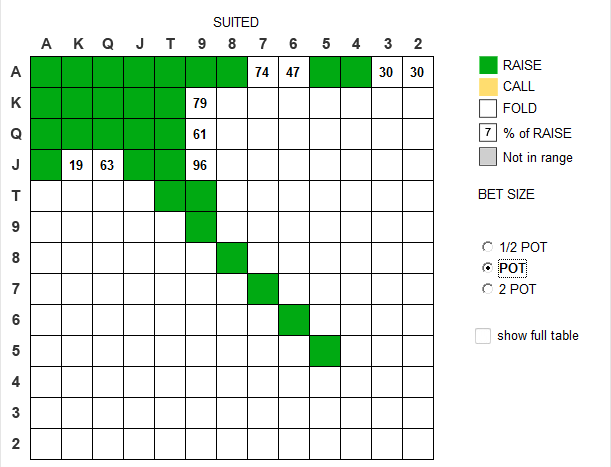 SUITED
A K Q J T 9 8 7 6 5 4 3 2
A 74 47 30 30
K 79
Q 61
J 19 63 96
T
9
8
7
6
5
4
3
2
RAISE
CALL
FOLD
7 % of RAISE
Not in range
BET SIZE
1/2 POT
POT
2 POT
show full table